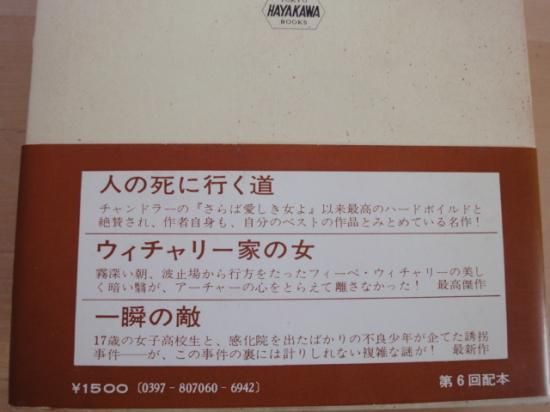 TOKYO
HAYAKAWA
BOOKS
人の死に行く道
チャンドラーの『さらば愛しき女よ』以来最高のハードボイルドと
絶賛され、作者自身も、自分のベストの作品とみとめている名作！
ウィチャリー家の女
霧深い朝、波止場から行方をたったフィーベ・ウィチャリーの美し
く暗い翳が、アーチャーの心をとらえて離さなかった！ 最高傑作
一瞬の敵
17歳の女子高校生と、感化院を出たばかりの不良少年が企てた誘拐
事件──が、この事件の裏には計りしれない複雑な謎が！ 最新作
¥1500 〔0397-807060-6942〕 第6回配本